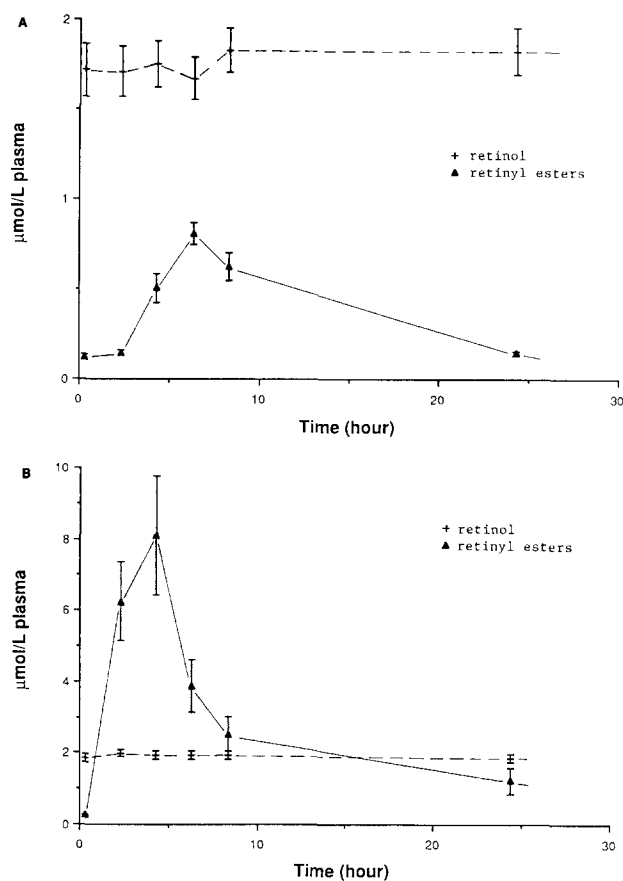 A
2
1
0
µmol/L plasma
+ retinol
▲ retinyl esters
0 10 20 30
Time (hour)
B
10
8
6
4
2
0
µmol/L plasma
+ retinol
▲ retinyl esters
0 10 20 30
Time (hour)